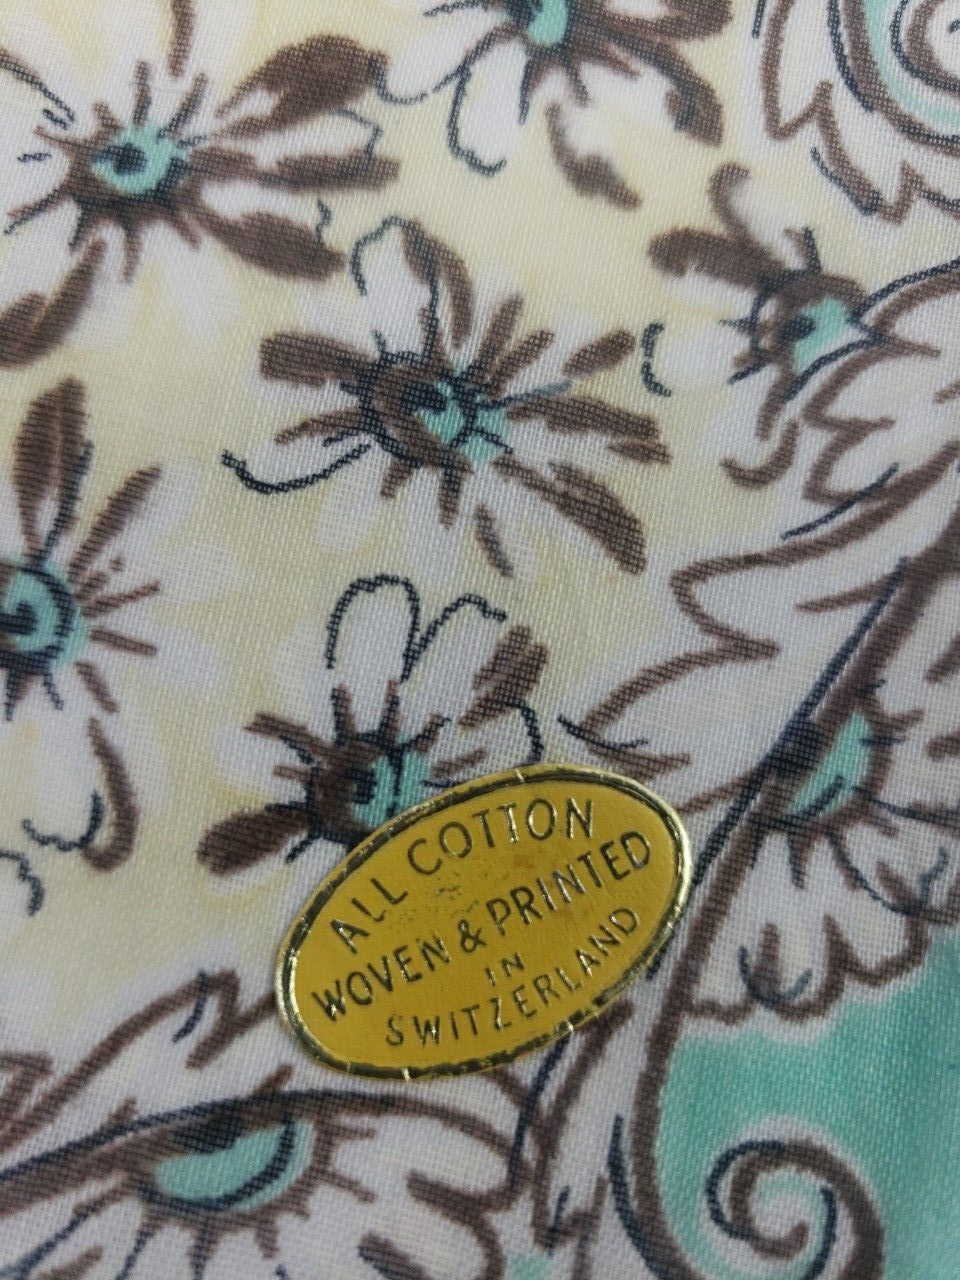 ALL COTTON
WOVEN & PRINTED
IN
SWITZERLAND